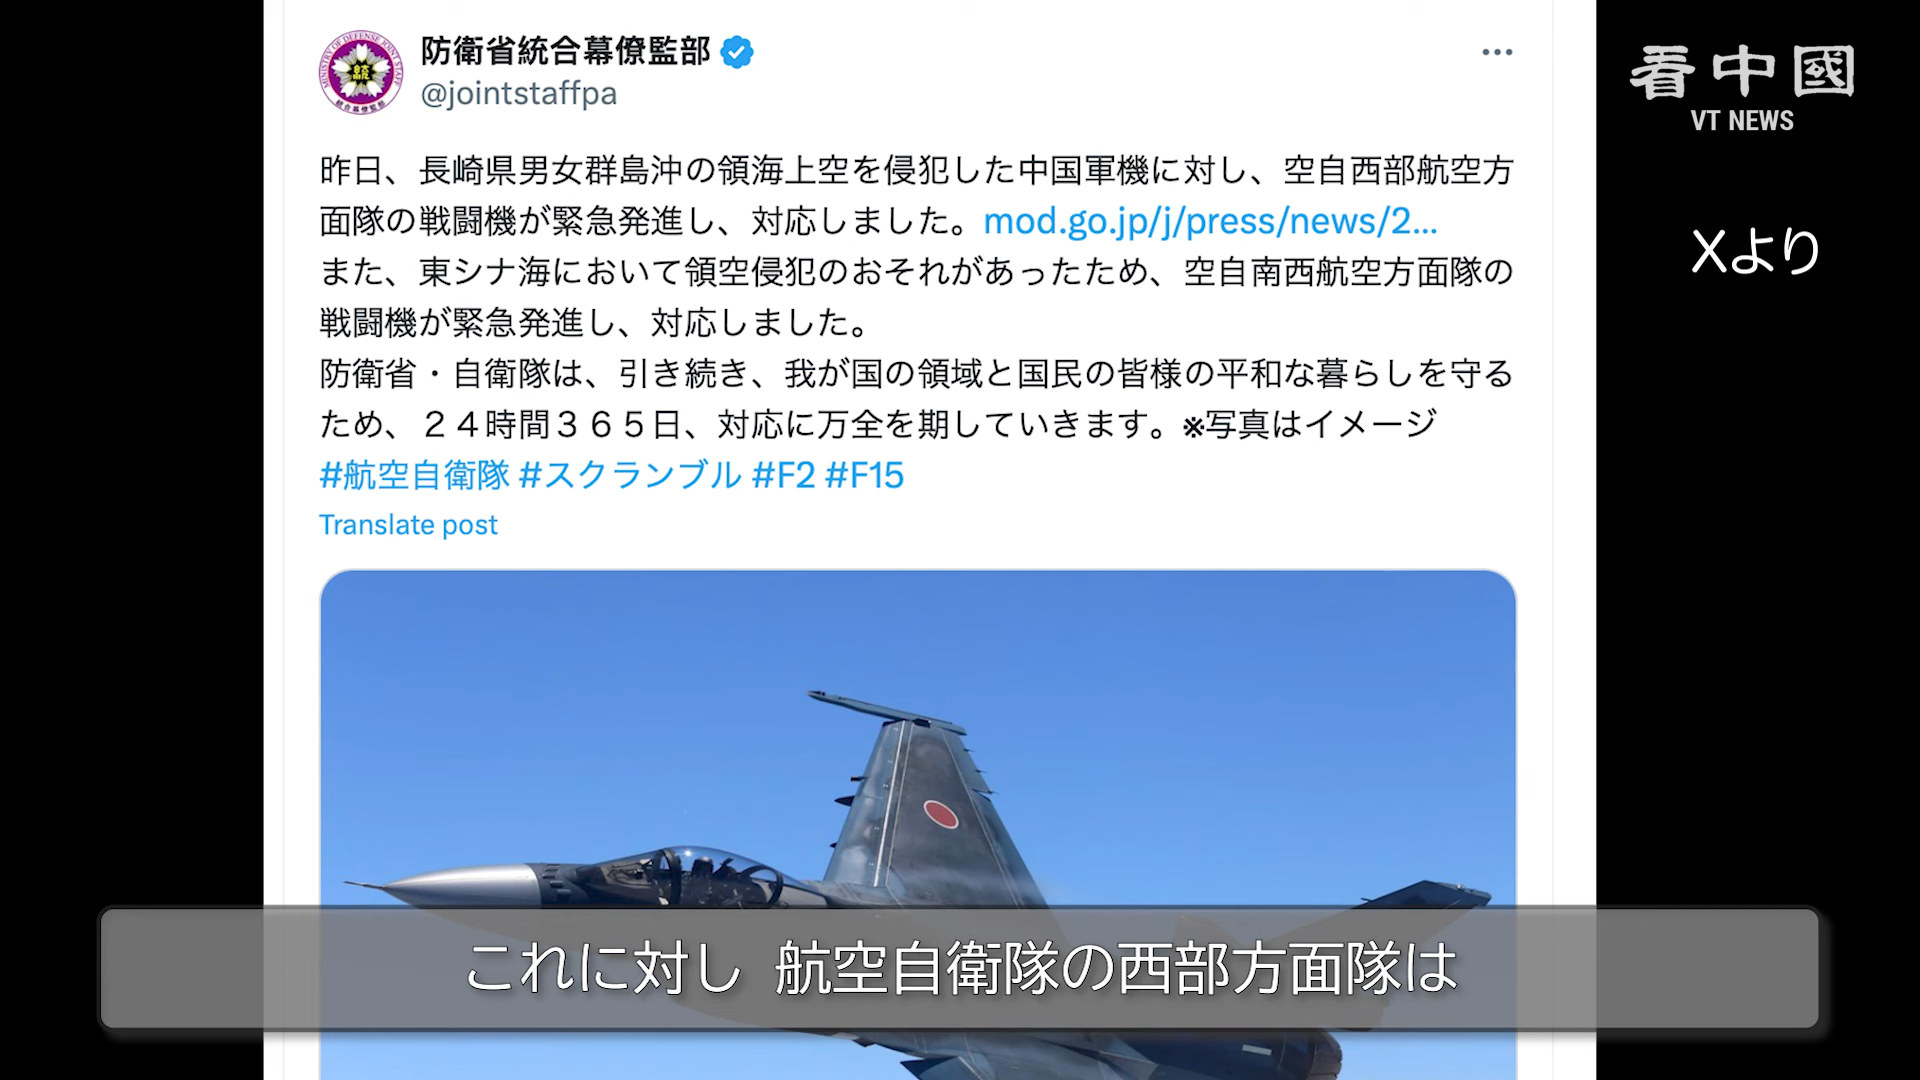 防衛省統合幕僚監部
@jointstaffpa
昨日、長崎県男女群島沖の領海上空を侵犯した中国軍機に対し、空自西部航空方
面隊の戦闘機が緊急発進し、対応しました。mod.go.jp/j/press/news/2...
また、東シナ海において領空侵犯のおそれがあったため、空自南西航空方面隊の
戦闘機が緊急発進し、対応しました。
防衛省・自衛隊は、引き続き、我が国の領域と国民の皆様の平和な暮らしを守る
ため、２４時間３６５日、対応に万全を期していきます。※写真はイメージ
#航空自衛隊 #スクランブル #F2 #F15
Translate post
看中國
VT NEWS
Xより
これに対し 航空自衛隊の西部方面隊は